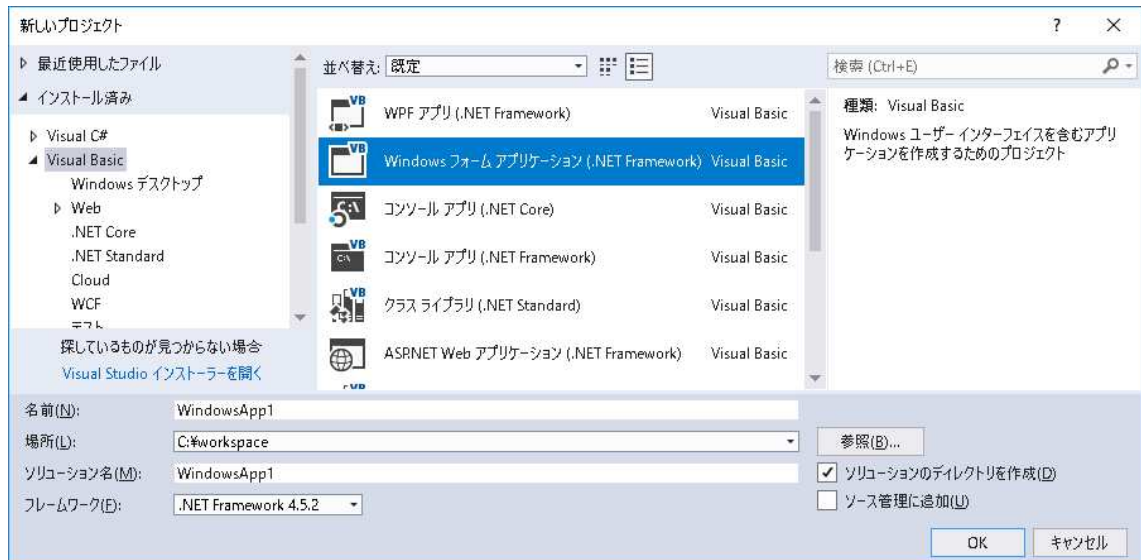 新しいプロジェクト
? ×
最近使用したファイル
インストール済み
Visual C#
Visual Basic
Windows デスクトップ
Web
.NET Core
.NET Standard
Cloud
WCF
テスト
探しているものが見つからない場合
Visual Studio インストーラーを開く
並べ替え: 既定
WPF アプリ (.NET Framework) Visual Basic
Windows フォーム アプリケーション (.NET Framework) Visual Basic
コンソール アプリ (.NET Core) Visual Basic
コンソール アプリ (.NET Framework) Visual Basic
クラス ライブラリ (.NET Standard) Visual Basic
ASP.NET Web アプリケーション (.NET Framework) Visual Basic
検索 (Ctrl+E)
種類: Visual Basic
Windows ユーザー インターフェイスを含むアプリ
ケーションを作成するためのプロジェクト
名前(N): WindowsApp1
場所(L): C:¥workspace
参照(B)...
ソリューション名(M): WindowsApp1
ソリューションのディレクトリを作成(D)
フレームワーク(F): .NET Framework 4.5.2
ソース管理に追加(U)
OK キャンセル